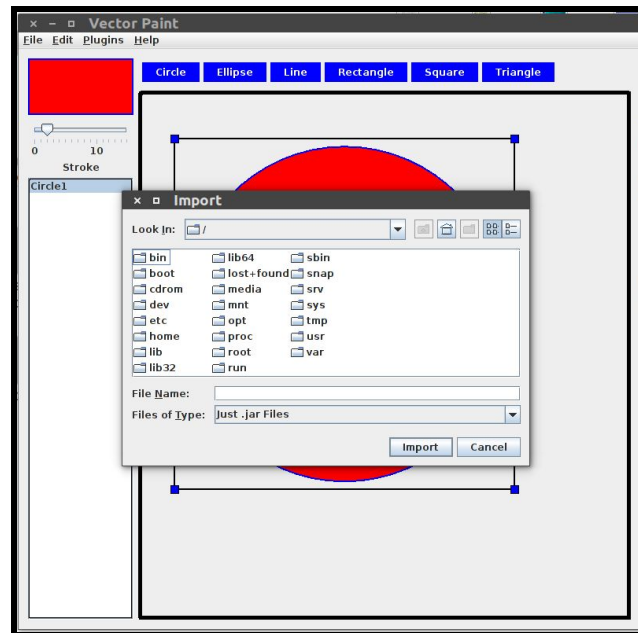 Vector Paint
File Edit Plugins Help
Circle Ellipse Line Rectangle Square Triangle
0 10
Stroke
Circle1
Import
Look In: /
bin lib64 sbin
boot lost+found snap
cdrom media srv
dev mnt sys
etc opt tmp
home proc usr
lib root var
lib32 run
File Name:
Files of Type: Just .jar Files
Import Cancel